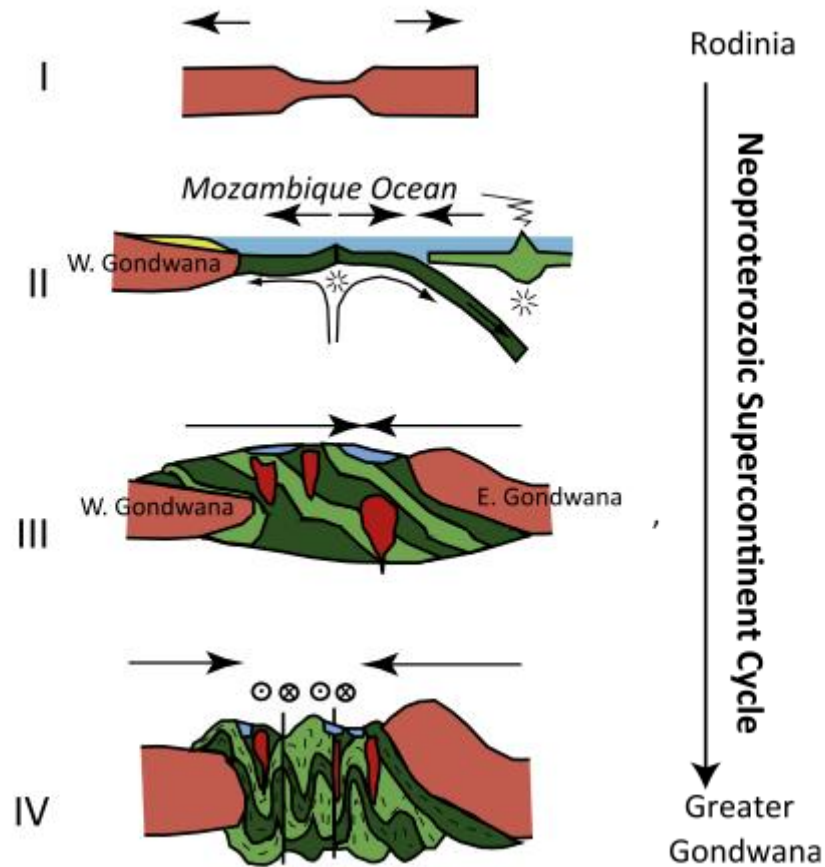 Rodinia
I
Mozambique Ocean
W. Gondwana
II
W. Gondwana
E. Gondwana
,
III
IV
Neoproterozoic Supercontinent Cycle
Greater
Gondwana